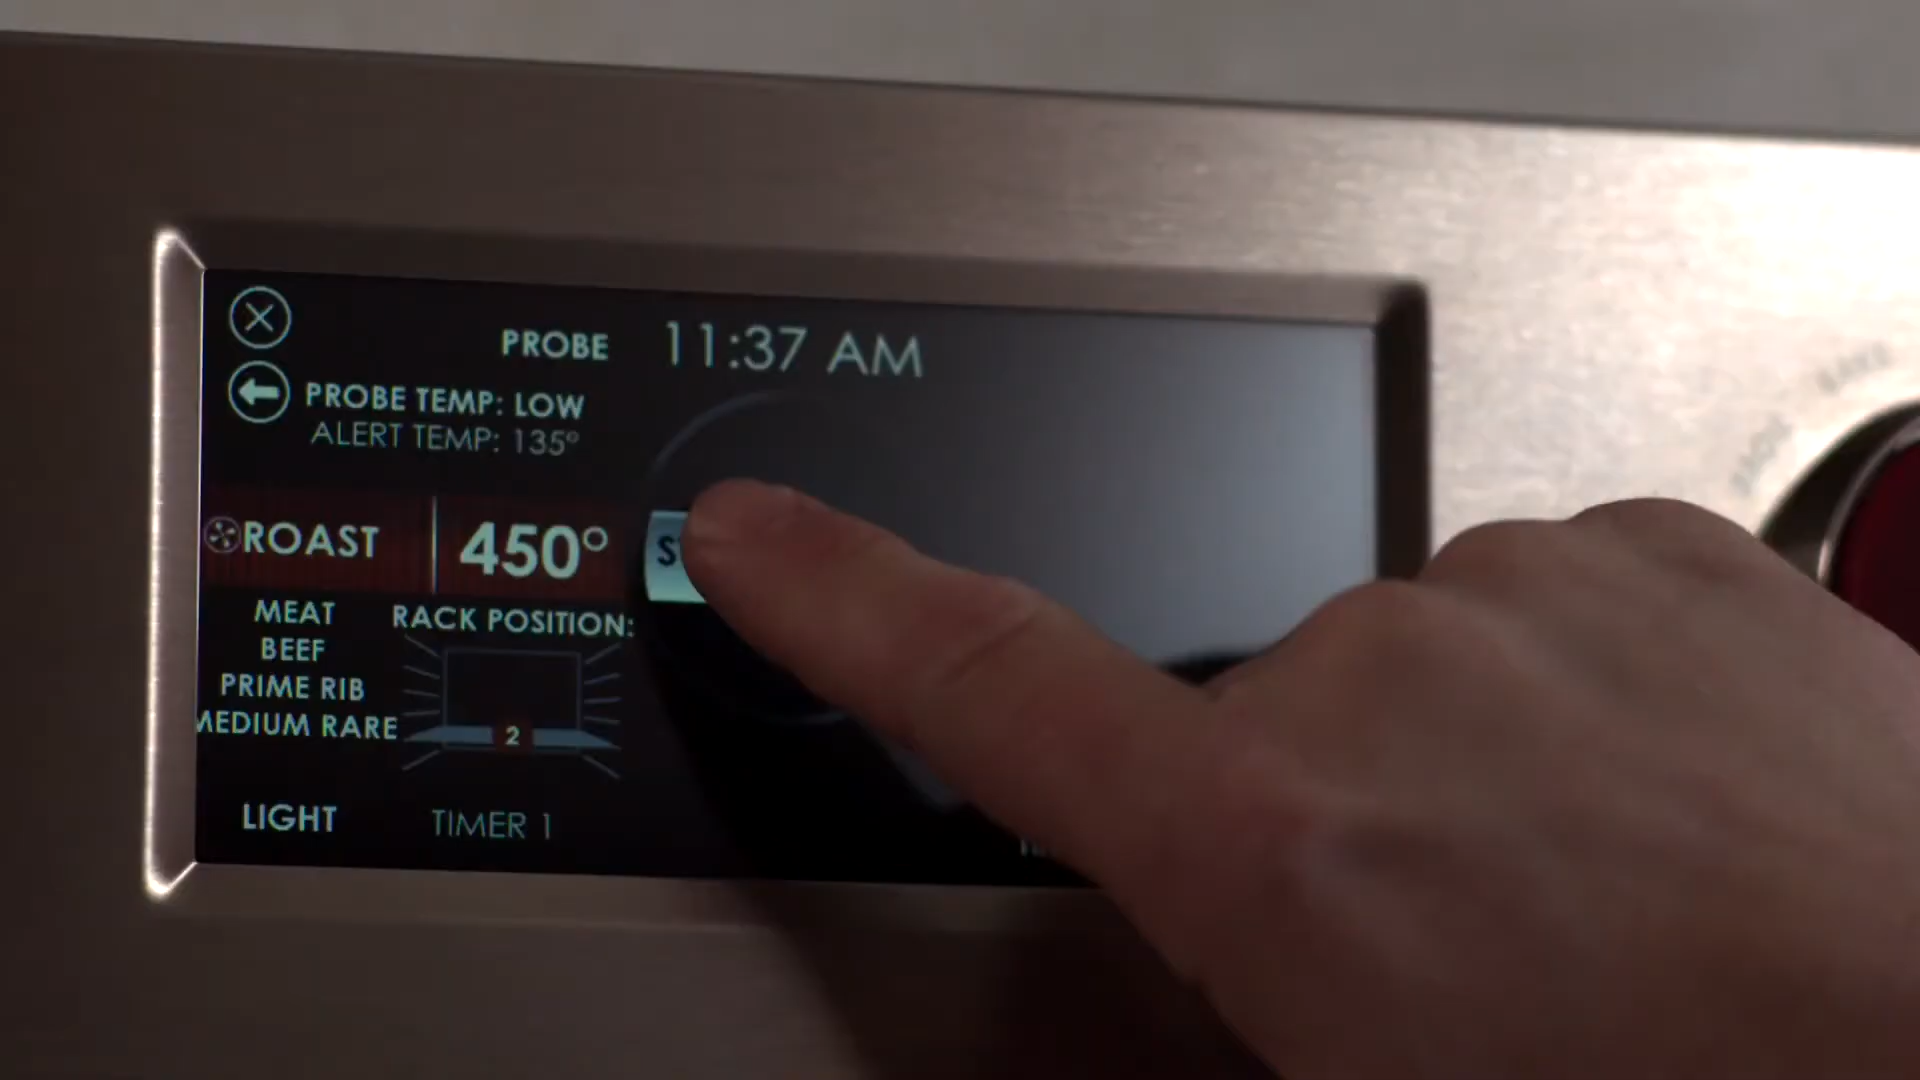 PROBE 11:37 AM
PROBE TEMP: LOW
ALERT TEMP: 135°
ROAST 450°
MEAT
BEEF
PRIME RIB
MEDIUM RARE
RACK POSITION:
2
LIGHT TIMER 1